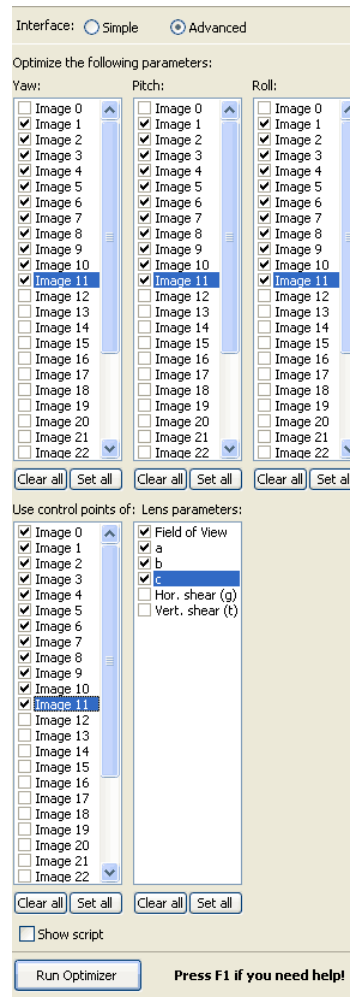 Interface: Simple Advanced
Optimize the following parameters:
Yaw: Pitch: Roll:
Image 0 Image 0 Image 0
Image 1 Image 1 Image 1
Image 2 Image 2 Image 2
Image 3 Image 3 Image 3
Image 4 Image 4 Image 4
Image 5 Image 5 Image 5
Image 6 Image 6 Image 6
Image 7 Image 7 Image 7
Image 8 Image 8 Image 8
Image 9 Image 9 Image 9
Image 10 Image 10 Image 10
Image 11 Image 11 Image 11
Image 12 Image 12 Image 12
Image 13 Image 13 Image 13
Image 14 Image 14 Image 14
Image 15 Image 15 Image 15
Image 16 Image 16 Image 16
Image 17 Image 17 Image 17
Image 18 Image 18 Image 18
Image 19 Image 19 Image 19
Image 20 Image 20 Image 20
Image 21 Image 21 Image 21
Image 22 Image 22 Image 22
Clear all Set all Clear all Set all Clear all Set al
Use control points of: Lens parameters:
Image 0 Field of View
Image 1 a
Image 2 b
Image 3 c
Image 4 Hor. shear (g)
Image 5 Vert. shear (t)
Image 6
Image 7
Image 8
Image 9
Image 10
Image 11
Image 12
Image 13
Image 14
Image 15
Image 16
Image 17
Image 18
Image 19
Image 20
Image 21
Image 22
Clear all Set all Clear all Set all
Show script
Run Optimizer Press F1 if you need help!